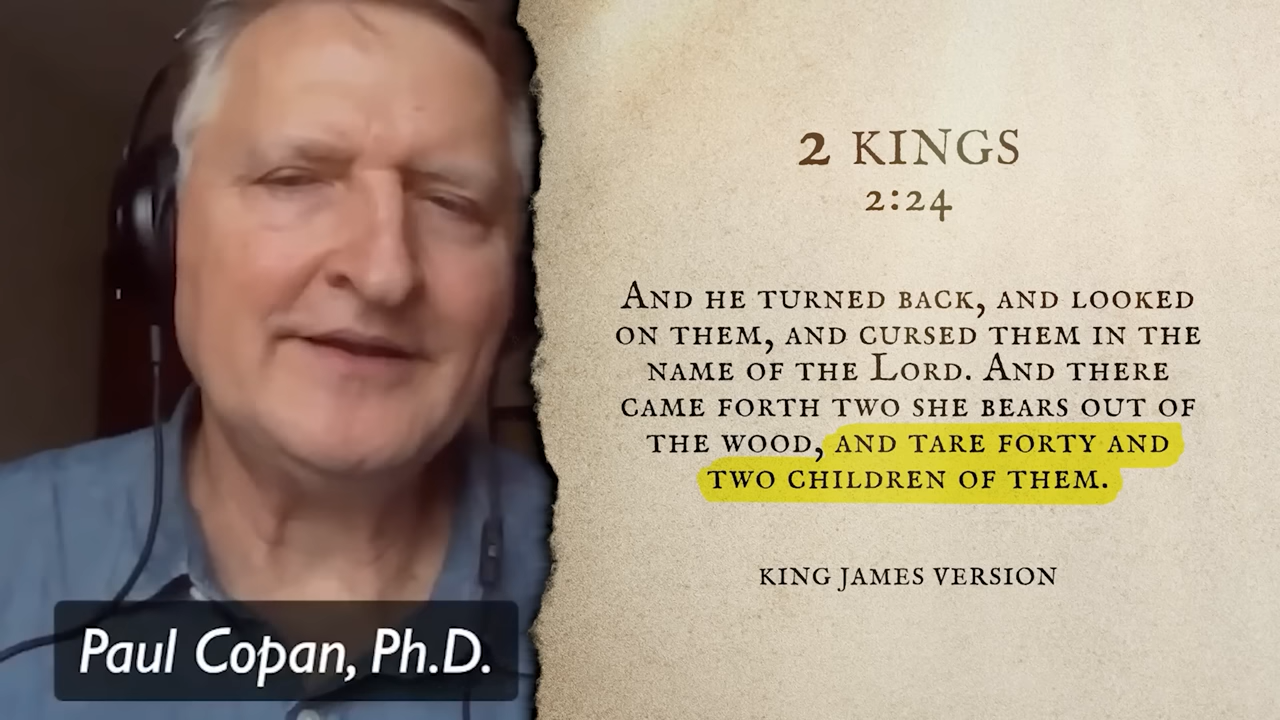 2 KINGS
2:24
AND HE TURNED BACK, AND LOOKED
ON THEM, AND CURSED THEM IN THE
NAME OF THE LORD. AND THERE
CAME FORTH TWO SHE BEARS OUT OF
THE WOOD, AND TARE FORTY AND
TWO CHILDREN OF THEM.
KING JAMES VERSION
Paul Copan, Ph.D.